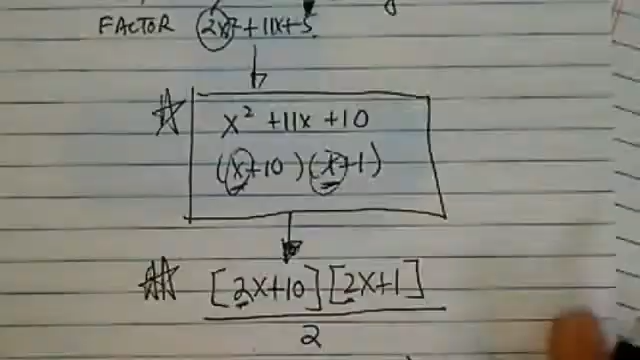 FACTOR 2x² + 11x + 5
x² + 11x + 10
(x+10)(x+1)
[2x+10][2x+1]
2